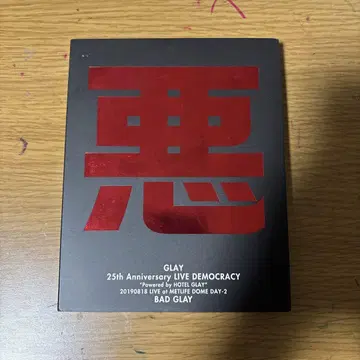 悪
GLAY
25th Anniversary LIVE DEMOCRACY
"Powered by HOTEL GLAY"
20190818 LIVE at METLIFE DOME DAY-2
BAD GLAY